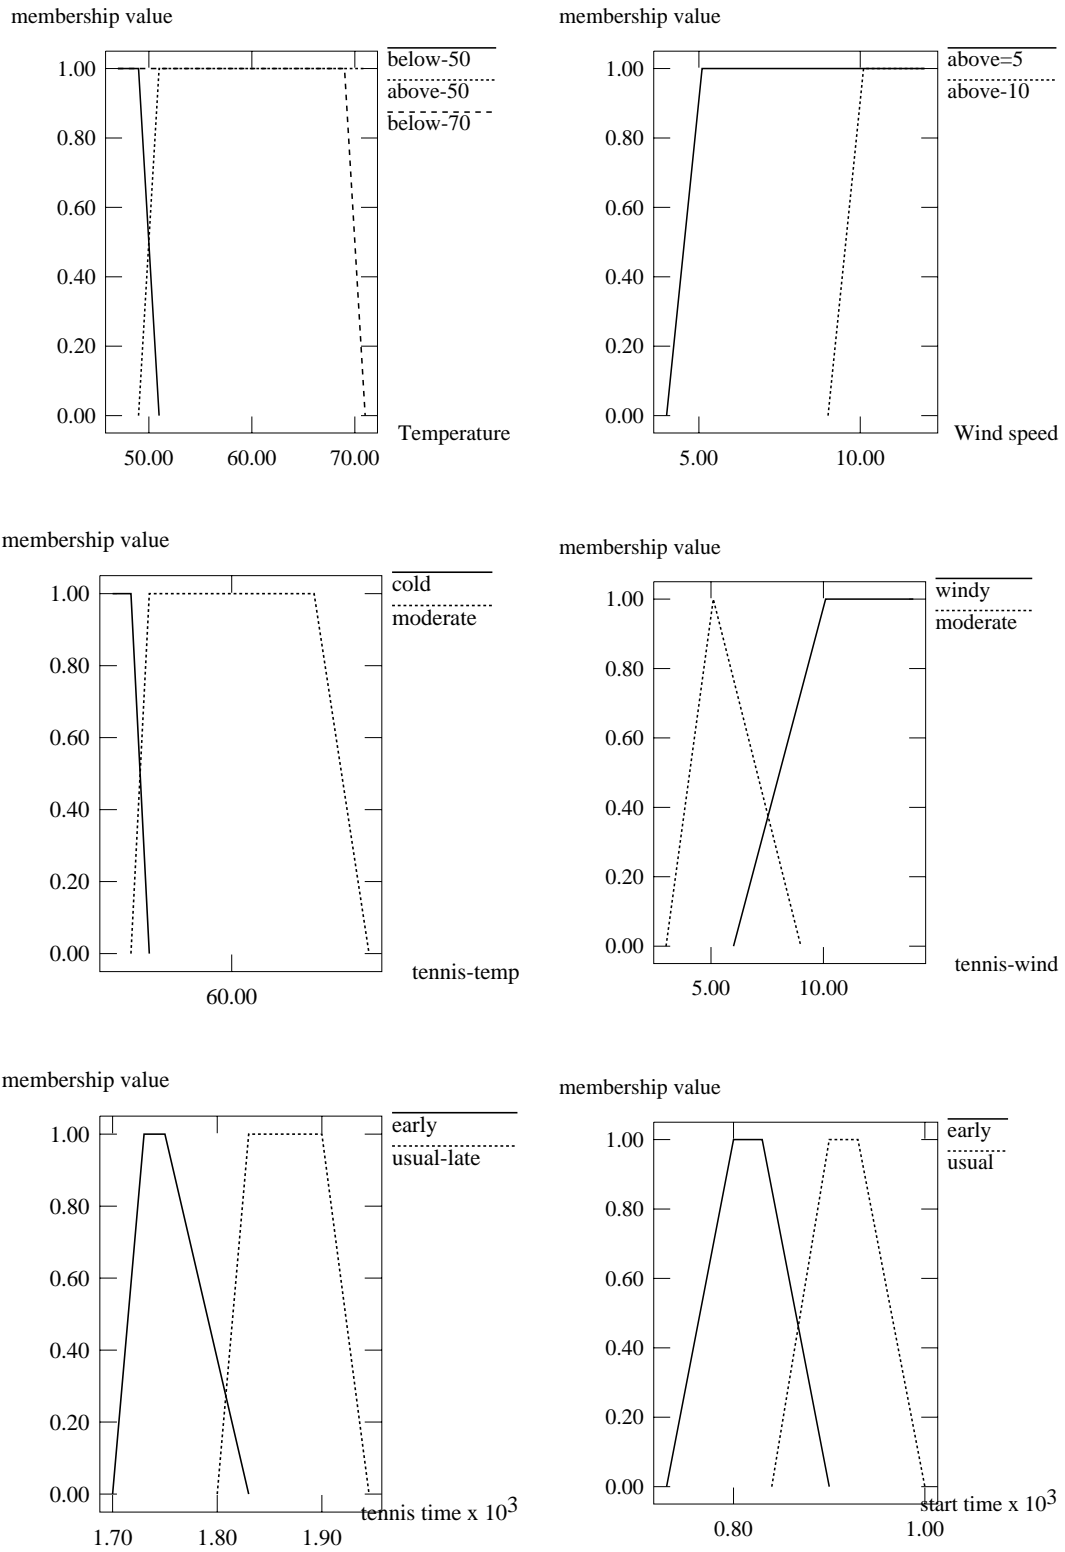 membership value
below-50
above-50
below-70
1.00
0.80
0.60
0.40
0.20
0.00
Temperature
50.00 60.00 70.00
membership value
above=5
above-10
1.00
0.80
0.60
0.40
0.20
0.00
Wind speed
5.00 10.00
membership value
cold
moderate
1.00
0.80
0.60
0.40
0.20
0.00
tennis-temp
60.00
membership value
windy
moderate
1.00
0.80
0.60
0.40
0.20
0.00
tennis-wind
5.00 10.00
membership value
early
usual-late
1.00
0.80
0.60
0.40
0.20
0.00
tennis time x 10³
1.70 1.80 1.90
membership value
early
usual
1.00
0.80
0.60
0.40
0.20
0.00
start time x 10³
0.80 1.00